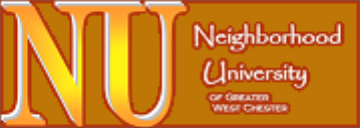 NU
Neighborhood
University
OF GREATER
WEST CHESTER